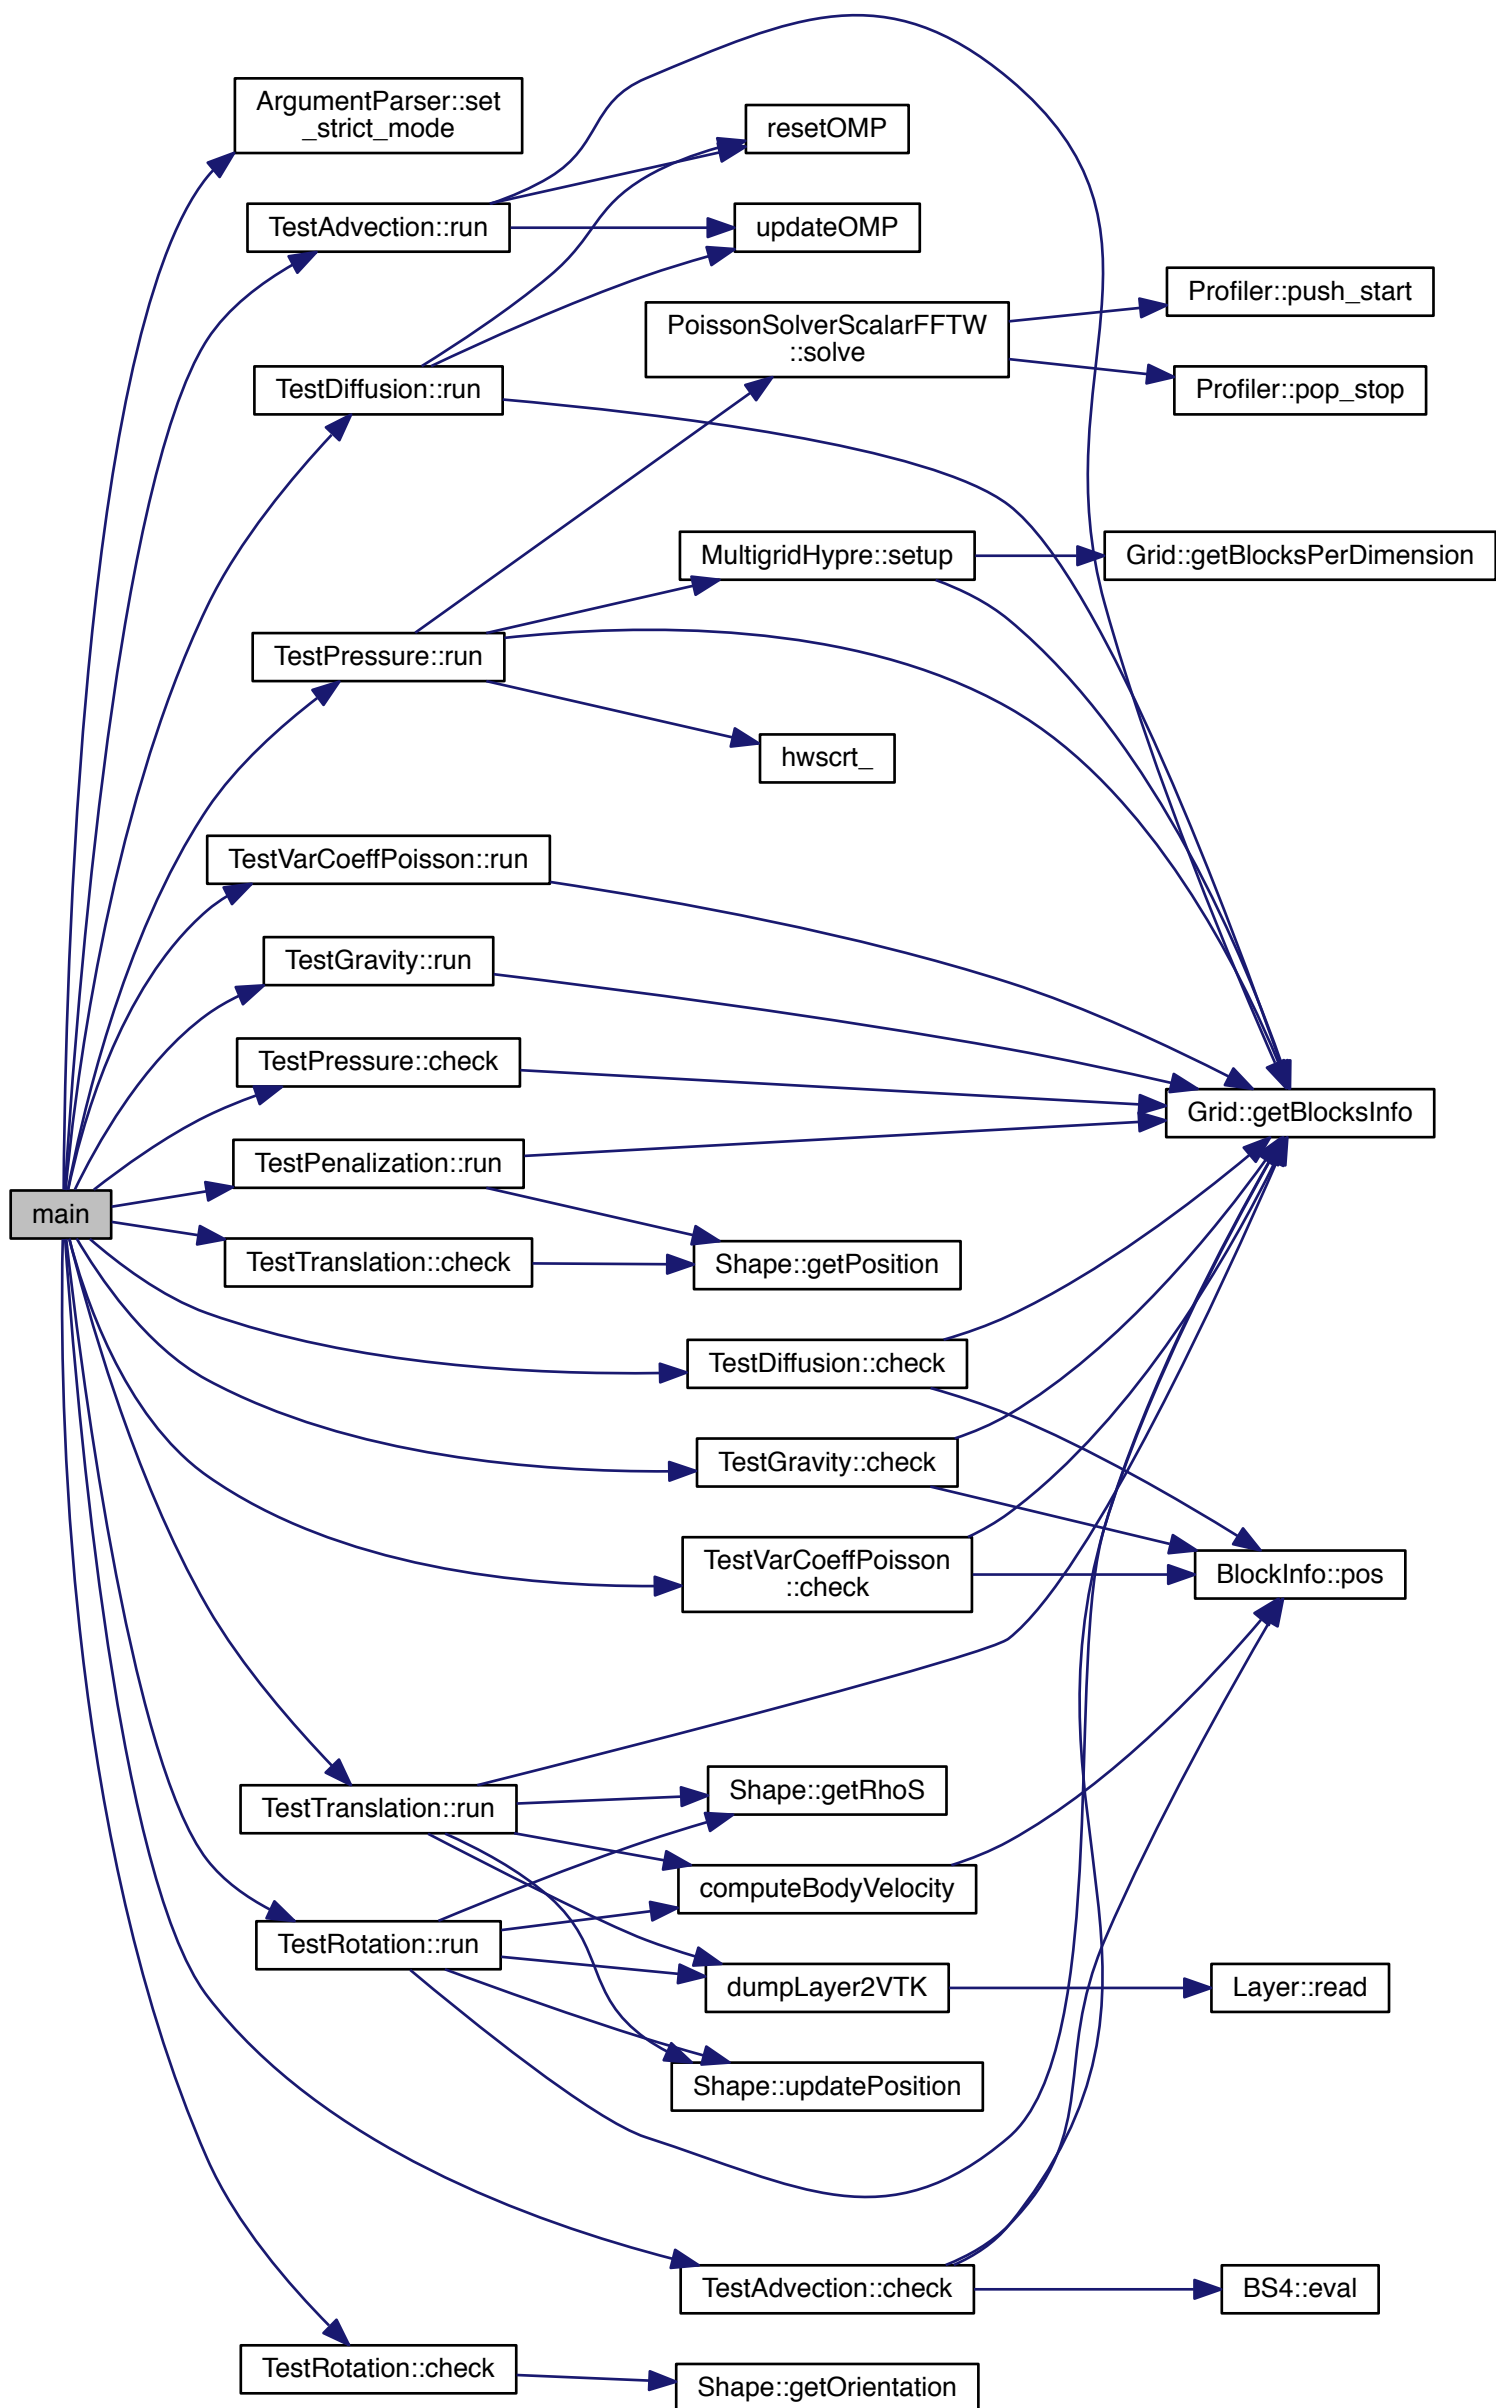 ArgumentParser::set
_strict_mode
resetOMP
TestAdvection::run
updateOMP
Profiler::push_start
PoissonSolverScalarFFTW
::solve
TestDiffusion::run
Profiler::pop_stop
MultigridHypre::setup
Grid::getBlocksPerDimension
TestPressure::run
hwscrt_
TestVarCoeffPoisson::run
TestGravity::run
TestPressure::check
Grid::getBlocksInfo
TestPenalization::run
main
TestTranslation::check
Shape::getPosition
TestDiffusion::check
TestGravity::check
TestVarCoeffPoisson
::check
BlockInfo::pos
TestTranslation::run
Shape::getRhoS
computeBodyVelocity
TestRotation::run
dumpLayer2VTK
Layer::read
Shape::updatePosition
TestAdvection::check
BS4::eval
TestRotation::check
Shape::getOrientation